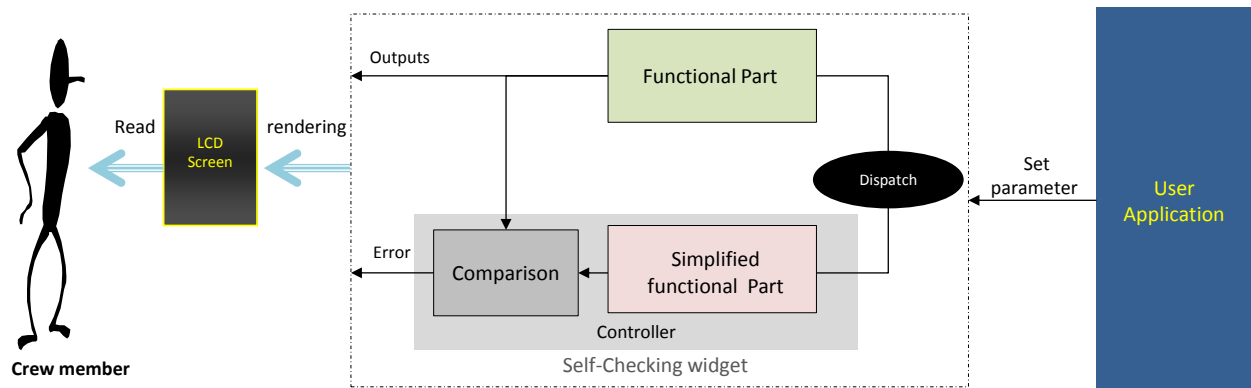 Outputs
Functional Part
Read
LCD
Screen
rendering
Dispatch
Set
parameter
User
Application
Error
Comparison
Simplified
functional Part
Controller
Self-Checking widget
Crew member